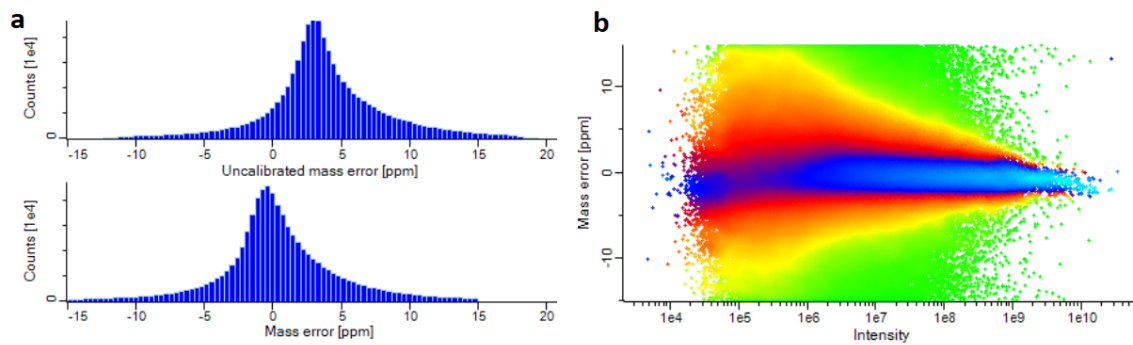 a
Counts [1e4]
0
-15 -10 -5 0 5 10 15 20
Uncalibrated mass error [ppm]
Counts [1e4]
0
-15 -10 -5 0 5 10 15 20
Mass error [ppm]
b
Mass error [ppm]
10
0
-10
1e4 1e5 1e6 1e7 1e8 1e9 1e10
Intensity